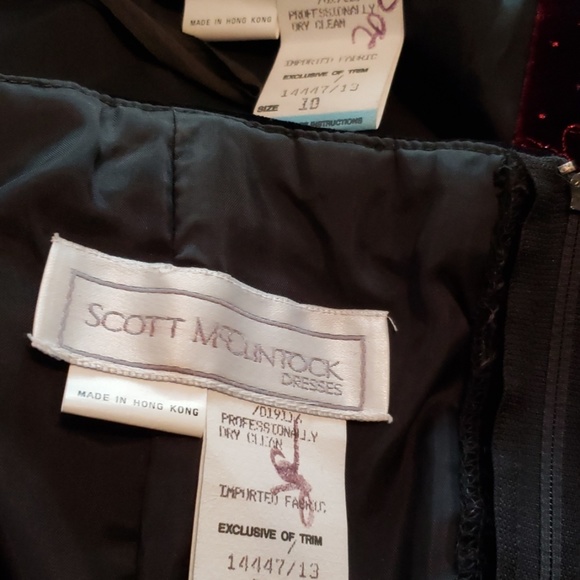 MADE IN HONG KONG
PROFESSIONALLY
DRY CLEAN
IMPORTED FABRIC
EXCLUSIVE OF TRIM
14447/13
SIZE 10
INSTRUCTIONS
SCOTT McCLINTOCK
DRESSES
MADE IN HONG KONG
PROFESSIONALLY
DRY CLEAN
IMPORTED FABRIC
EXCLUSIVE OF TRIM
14447/13